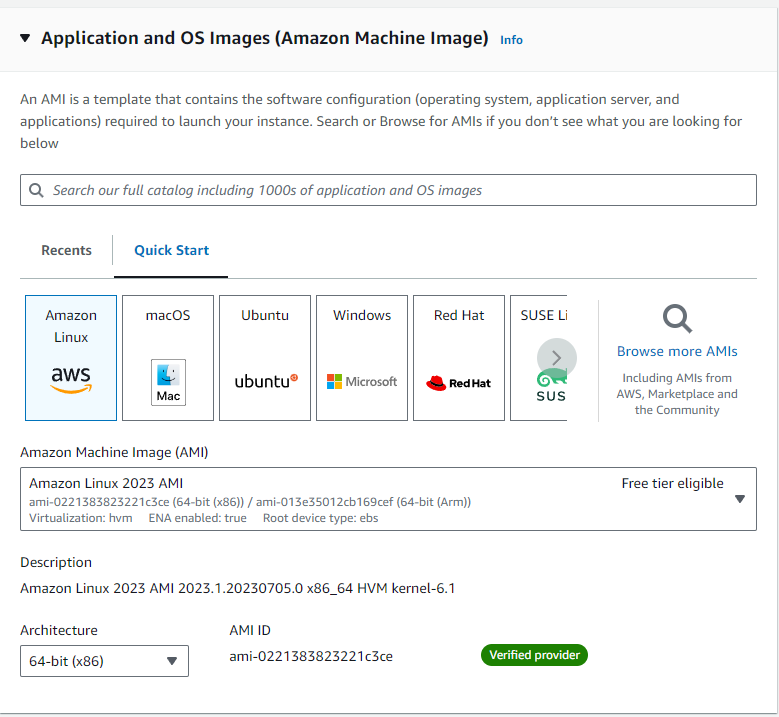 Application and OS Images (Amazon Machine Image) Info
An AMI is a template that contains the software configuration (operating system, application server, and
applications) required to launch your instance. Search or Browse for AMIs if you don’t see what you are looking for
below
Search our full catalog including 1000s of application and OS images
Recents
Quick Start
Amazon
Linux
aws
macOS
Mac
Ubuntu
ubuntu
Windows
Microsoft
Red Hat
Red Hat
SUSE Li
SUS
Browse more AMIs
Including AMIs from
AWS, Marketplace and
the Community
Amazon Machine Image (AMI)
Amazon Linux 2023 AMI
Free tier eligible
ami-0221383823221c3ce (64-bit (x86)) / ami-013e35012cb169cef (64-bit (Arm))
Virtualization: hvm ENA enabled: true Root device type: ebs
Description
Amazon Linux 2023 AMI 2023.1.20230705.0 x86_64 HVM kernel-6.1
Architecture
64-bit (x86)
AMI ID
ami-0221383823221c3ce
Verified provider